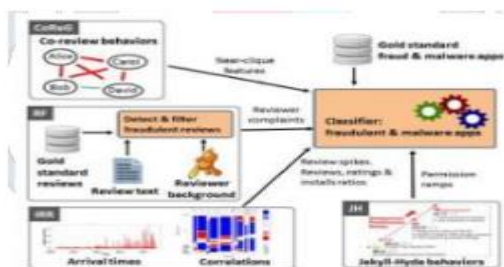 CoReG
Co-review behaviors
Alice
Carol
Bob
David
Near-clique
features
Gold standard
fraud & malware apps
RF
Detect & filter
fraudulent reviews
Gold
standard
reviews
Review text
Reviewer
background
Reviewer
complaints
Classifier:
fraudulent & malware apps
Review spikes.
Reviews, ratings &
installs ratios
Permission
ramps
IRR
Arrival times
Correlations
JH
Jekyll-Hyde behaviors